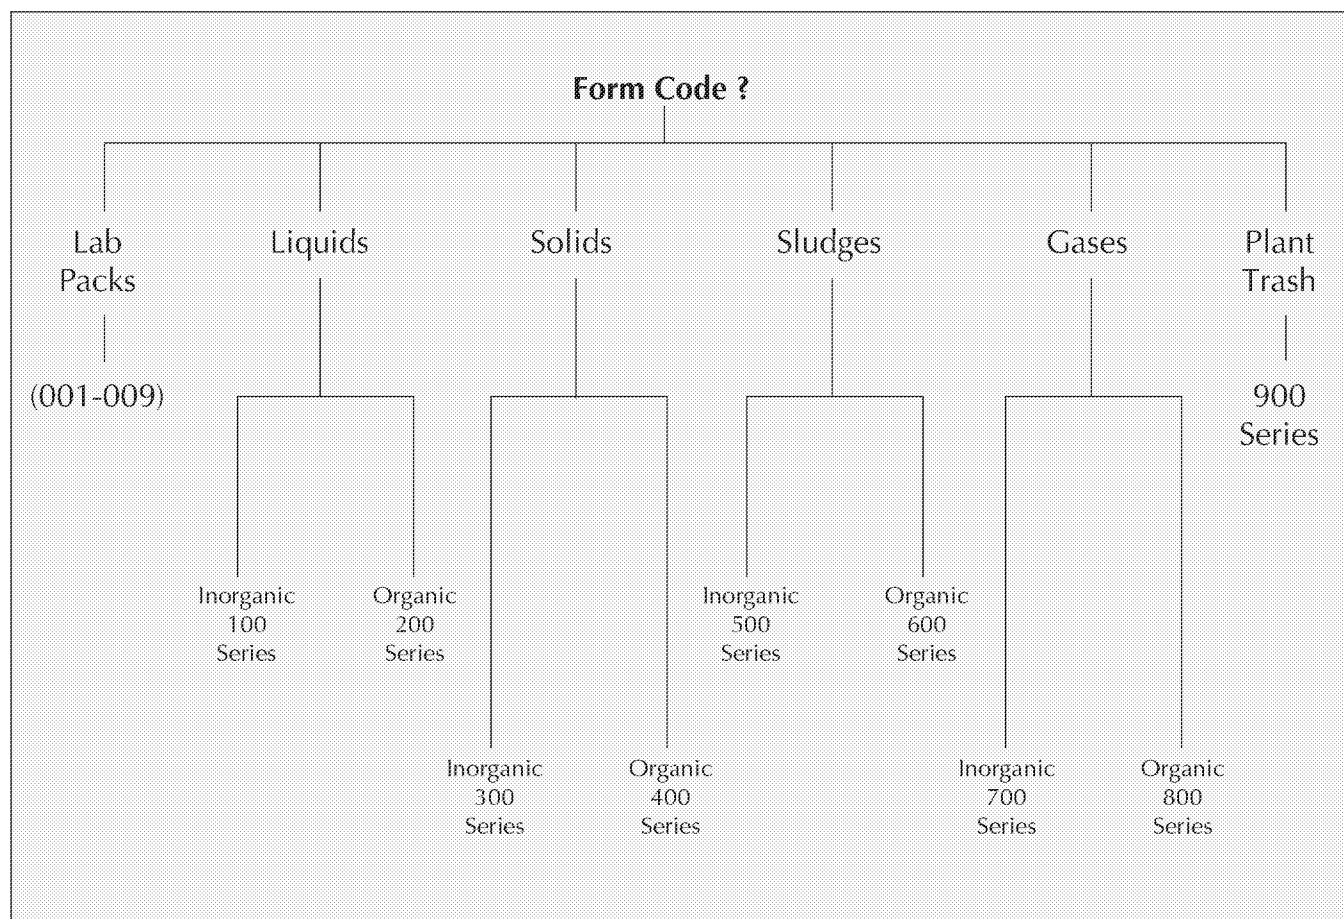 Form Code ?
Lab
Packs
Liquids
Solids
Sludges
Gases
Plant
Trash
(001-009)
900
Series
Inorganic
100
Series
Organic
200
Series
Inorganic
500
Series
Organic
600
Series
Inorganic
300
Series
Organic
400
Series
Inorganic
700
Series
Organic
800
Series